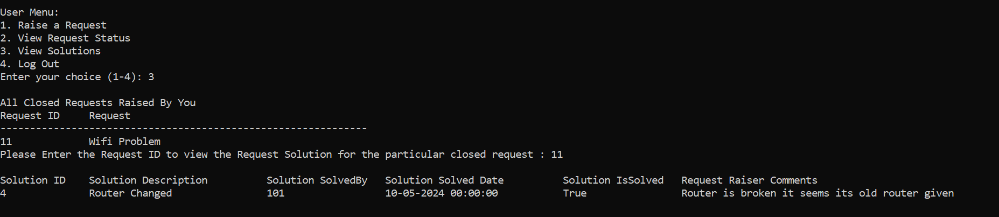 User Menu:
1. Raise a Request
2. View Request Status
3. View Solutions
4. Log Out
Enter your choice (1-4): 3
All Closed Requests Raised By You
Request ID     Request
--------------------------------------------------------------
11             Wifi Problem
Please Enter the Request ID to view the Request Solution for the particular closed request : 11
Solution ID    Solution Description          Solution SolvedBy   Solution Solved Date          Solution IsSolved   Request Raiser Comments
4              Router Changed                101                 10-05-2024 00:00:00           True                Router is broken it seems its old router given